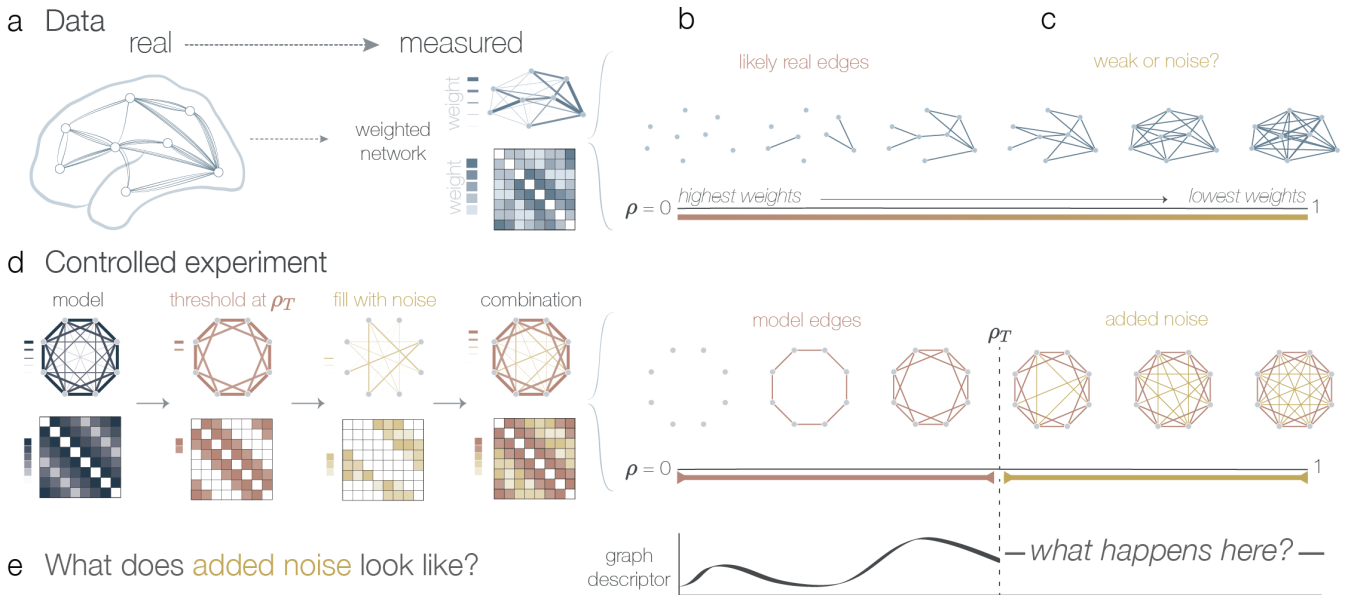 a Data
real
measured
weight
weighted
network
weight
b
c
likely real edges
weak or noise?
ρ = 0
highest weights
lowest weights
1
d Controlled experiment
model
threshold at ρT
fill with noise
combination
model edges
ρT
added noise
ρ = 0
1
e What does added noise look like?
graph
descriptor
what happens here?